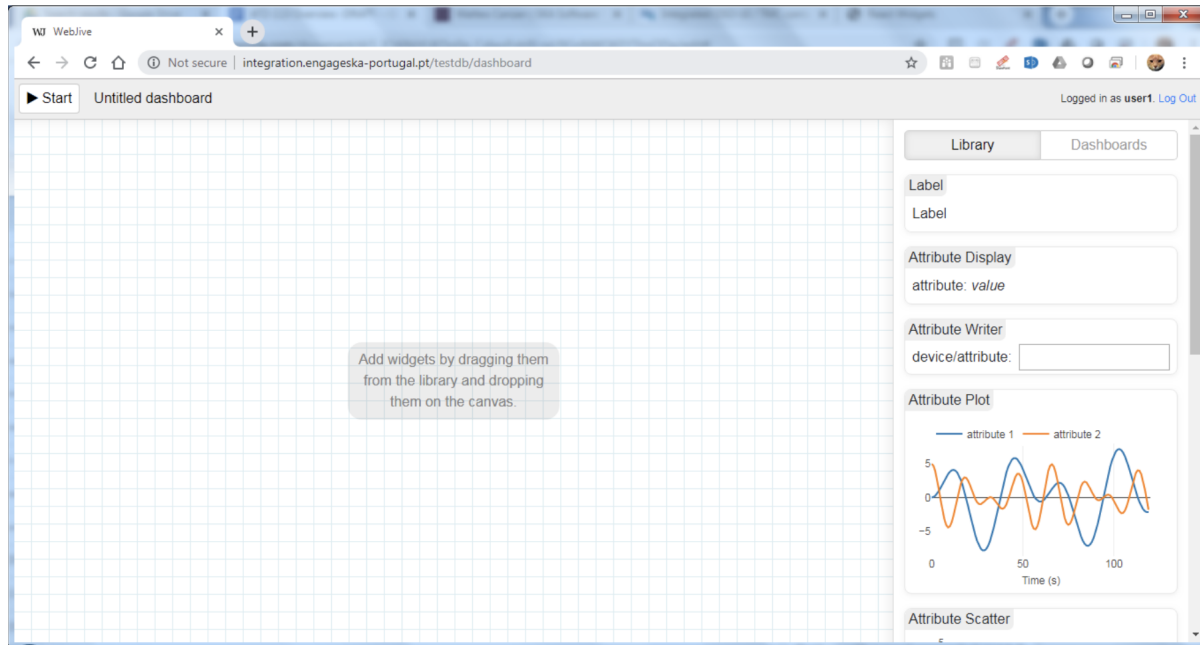 WJ WebJive
Not secure | integration.engageska-portugal.pt/testdb/dashboard
Start Untitled dashboard Logged in as user1. Log Out
Library Dashboards
Label
Label
Attribute Display
attribute: value
Attribute Writer
device/attribute:
Attribute Plot
attribute 1 attribute 2
5
0
−5
0 50 100
Time (s)
Attribute Scatter
Add widgets by dragging them
from the library and dropping
them on the canvas.